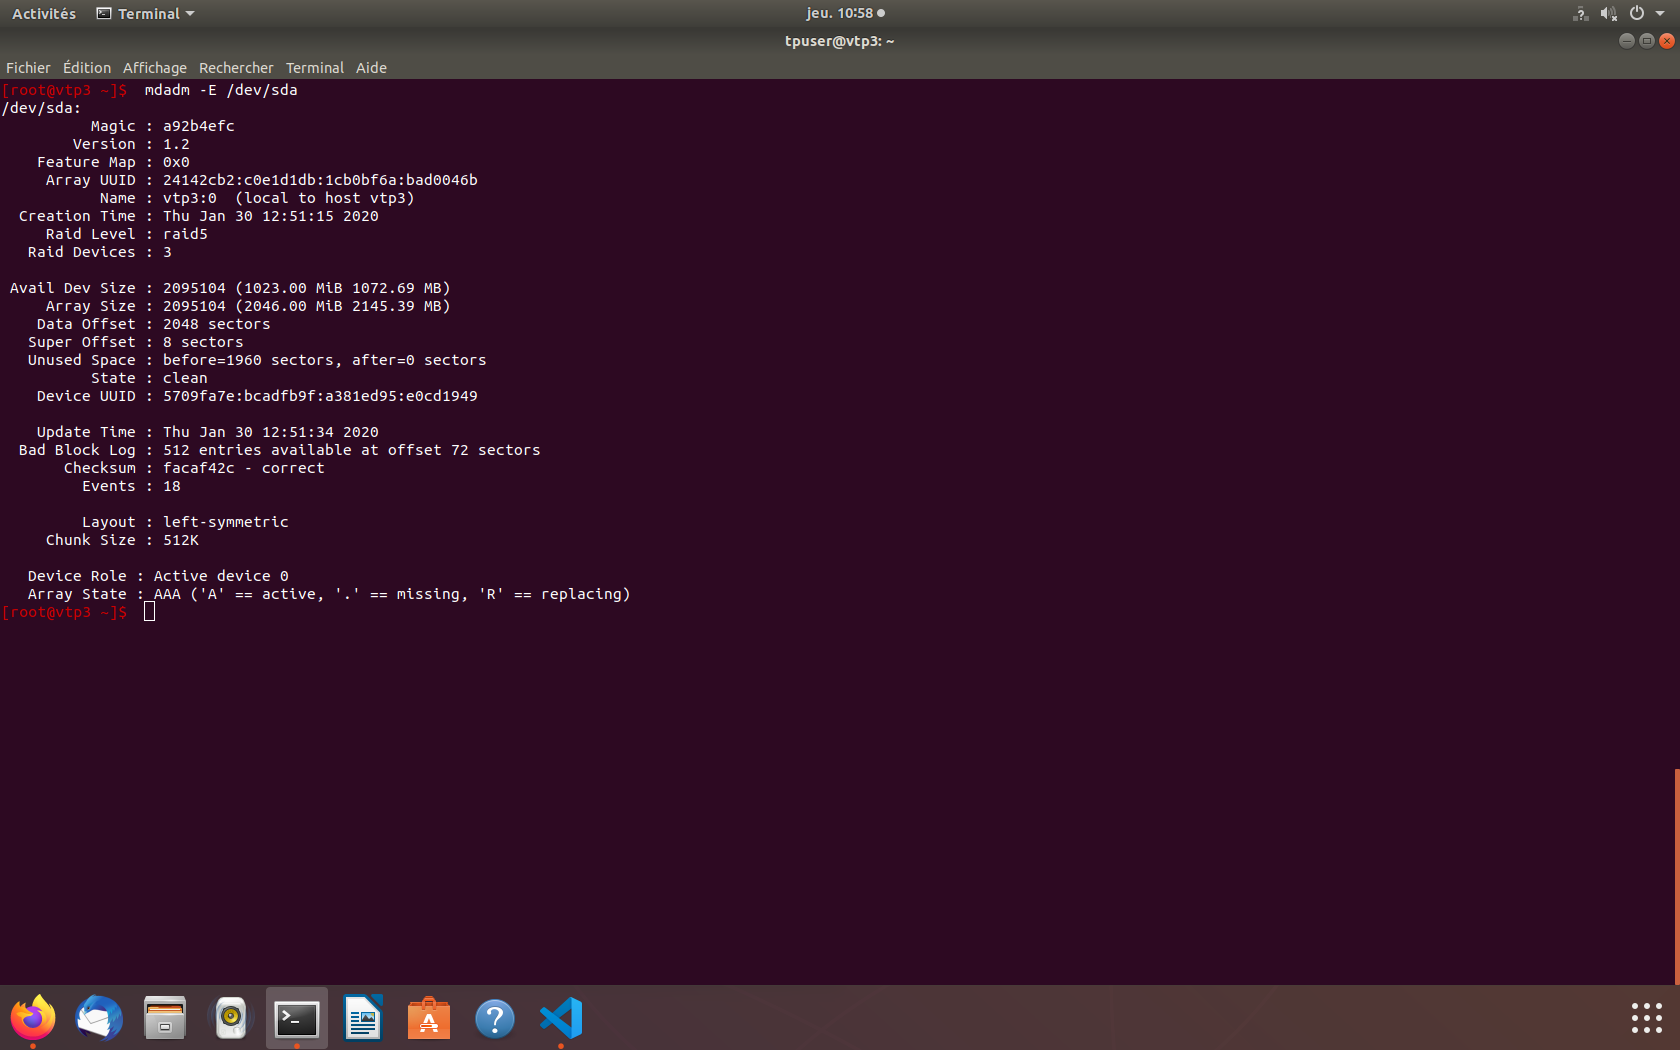 Activités Terminal jeu. 10:58
tpuser@vtp3: ~
Fichier Édition Affichage Rechercher Terminal Aide
[root@vtp3 ~]$ mdadm -E /dev/sda
/dev/sda:
Magic : a92b4efc
Version : 1.2
Feature Map : 0x0
Array UUID : 24142cb2:c0e1d1db:1cb0bf6a:bad0046b
Name : vtp3:0 (local to host vtp3)
Creation Time : Thu Jan 30 12:51:15 2020
Raid Level : raid5
Raid Devices : 3
Avail Dev Size : 2095104 (1023.00 MiB 1072.69 MB)
Array Size : 2095104 (2046.00 MiB 2145.39 MB)
Data Offset : 2048 sectors
Super Offset : 8 sectors
Unused Space : before=1960 sectors, after=0 sectors
State : clean
Device UUID : 5709fa7e:bcadfb9f:a381ed95:e0cd1949
Update Time : Thu Jan 30 12:51:34 2020
Bad Block Log : 512 entries available at offset 72 sectors
Checksum : facaf42c - correct
Events : 18
Layout : left-symmetric
Chunk Size : 512K
Device Role : Active device 0
Array State : AAA ('A' == active, '.' == missing, 'R' == replacing)
[root@vtp3 ~]$